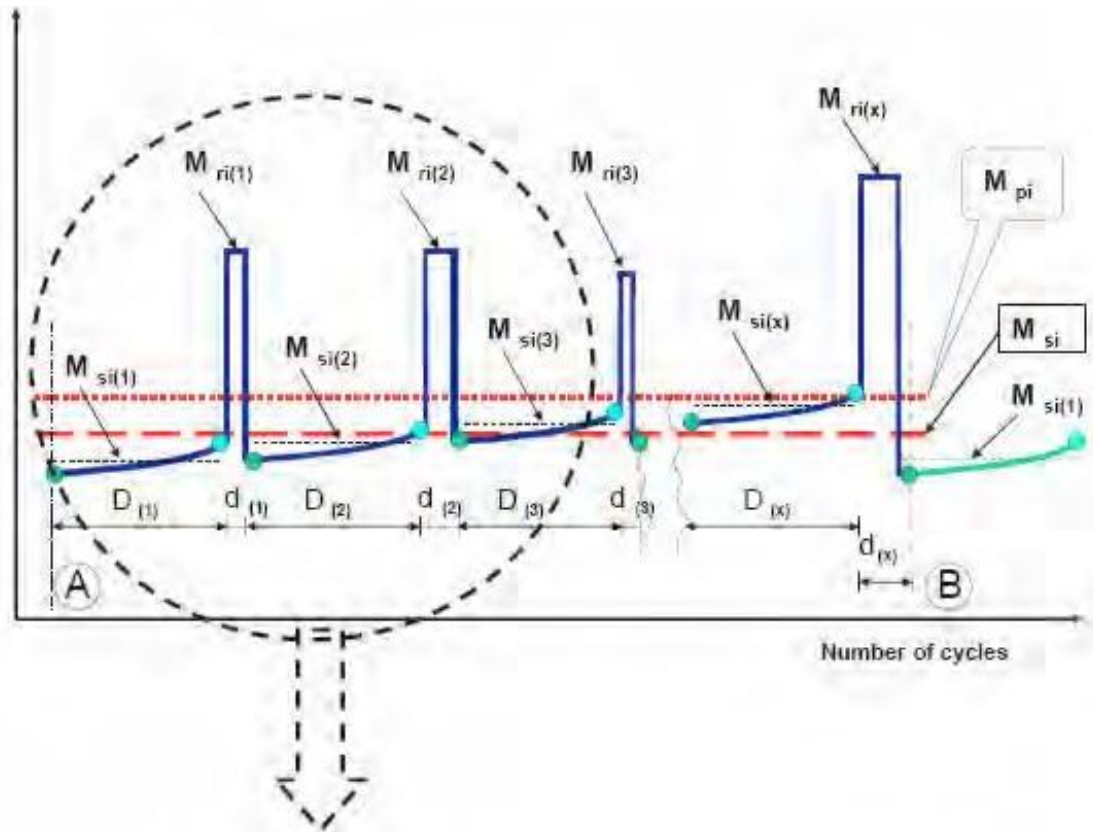 M ri(x)
M ri(1)
M ri(2)
M ri(3)
M pi
M si(x)
M si
M si(3)
M si(2)
M si(1)
M si(1)
D (1)
d (1)
D (2)
d (2)
D (3)
d (3)
D (x)
d (x)
A
B
Number of cycles